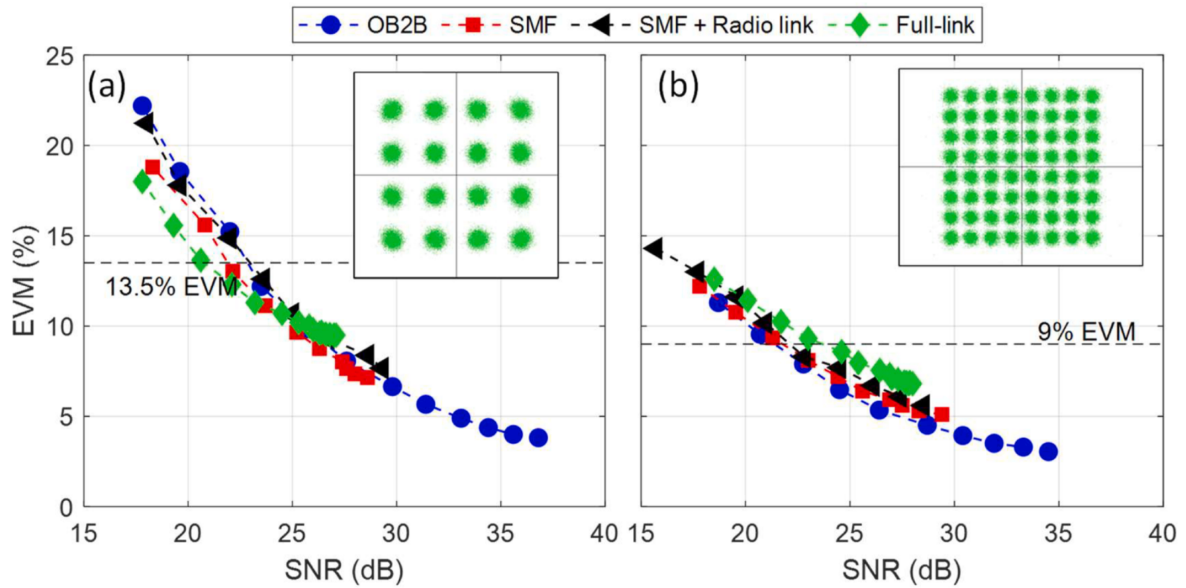 OB2B SMF SMF + Radio link Full-link
(a)
(b)
25
20
15
10
5
0
EVM (%)
13.5% EVM
9% EVM
15 20 25 30 35 40
15 20 25 30 35 40
SNR (dB)
SNR (dB)